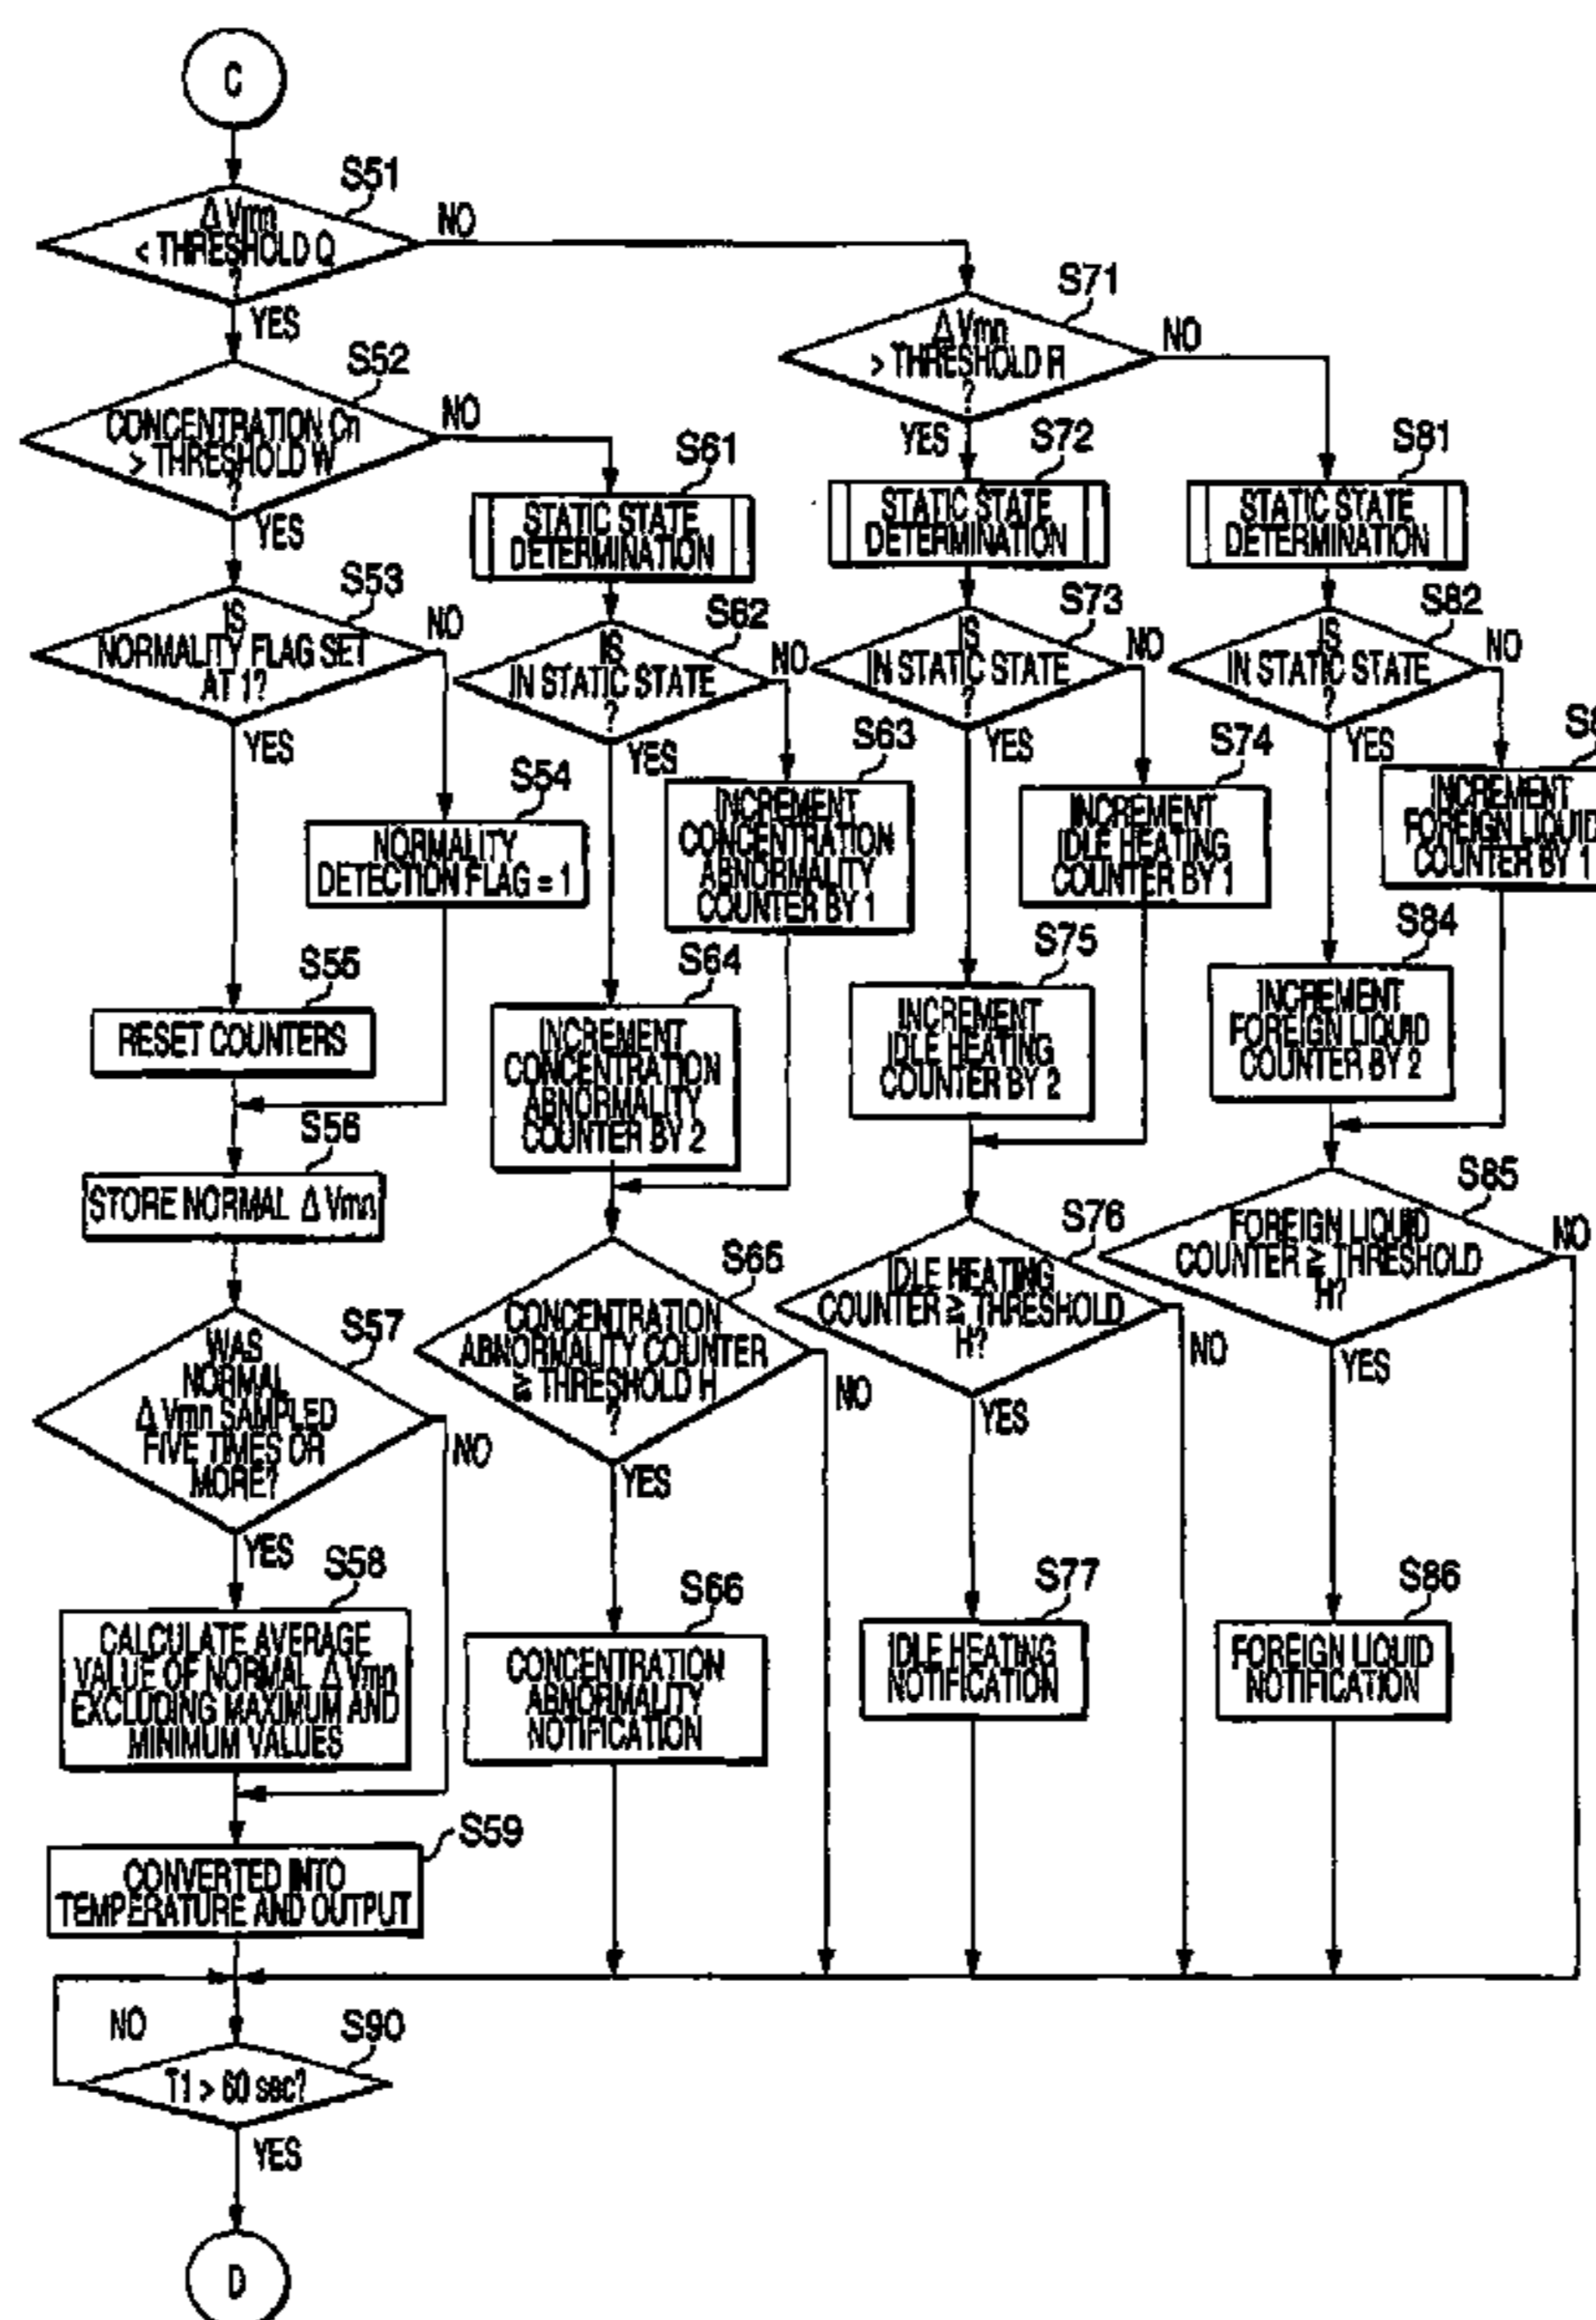 C
S51
Δ Vmn
< THRESHOLD Q
?
NO
YES
S52
CONCENTRATION Cn
> THRESHOLD W
?
NO
YES
S53
IS
NORMALITY FLAG SET
AT 1?
NO
YES
S54
NORMALITY
DETECTION FLAG = 1
S55
RESET COUNTERS
S56
STORE NORMAL Δ Vmn
S57
WAS
NORMAL
Δ Vmn SAMPLED
FIVE TIMES OR
MORE?
NO
YES
S58
CALCULATE AVERAGE
VALUE OF NORMAL Δ Vmn
EXCLUDING MAXIMUM AND
MINIMUM VALUES
S59
CONVERTED INTO
TEMPERATURE AND OUTPUT
S61
STATIC STATE
DETERMINATION
S62
IS
IN STATIC STATE
?
NO
YES
S63
INCREMENT
CONCENTRATION
ABNORMALITY
COUNTER BY 1
S64
INCREMENT
CONCENTRATION
ABNORMALITY
COUNTER BY 2
S65
CONCENTRATION
ABNORMALITY COUNTER
≧ THRESHOLD H
?
NO
YES
S66
CONCENTRATION
ABNORMALITY
NOTIFICATION
S71
Δ Vmn
> THRESHOLD R
?
NO
YES
S72
STATIC STATE
DETERMINATION
S73
IS
IN STATIC STATE
?
NO
YES
S74
INCREMENT
IDLE HEATING
COUNTER BY 1
S75
INCREMENT
IDLE HEATING
COUNTER BY 2
S76
IDLE HEATING
COUNTER ≧ THRESHOLD
H?
NO
YES
S77
IDLE HEATING
NOTIFICATION
S81
STATIC STATE
DETERMINATION
S82
IS
IN STATIC STATE
?
NO
YES
INCREMENT
FOREIGN LIQUID
COUNTER BY 1
S84
INCREMENT
FOREIGN LIQUID
COUNTER BY 2
S85
FOREIGN LIQUID
COUNTER ≧ THRESHOLD
H?
NO
YES
S86
FOREIGN LIQUID
NOTIFICATION
NO
S90
T1 > 60 sec?
YES
D